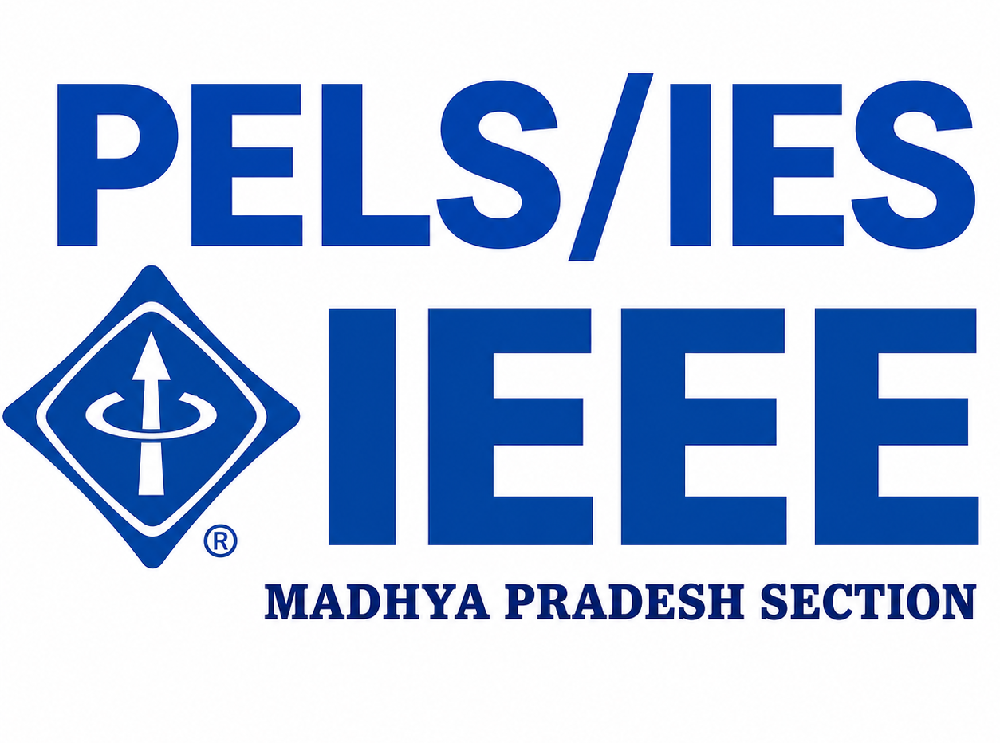 PELS/IES
IEEE
®
MADHYA PRADESH SECTION